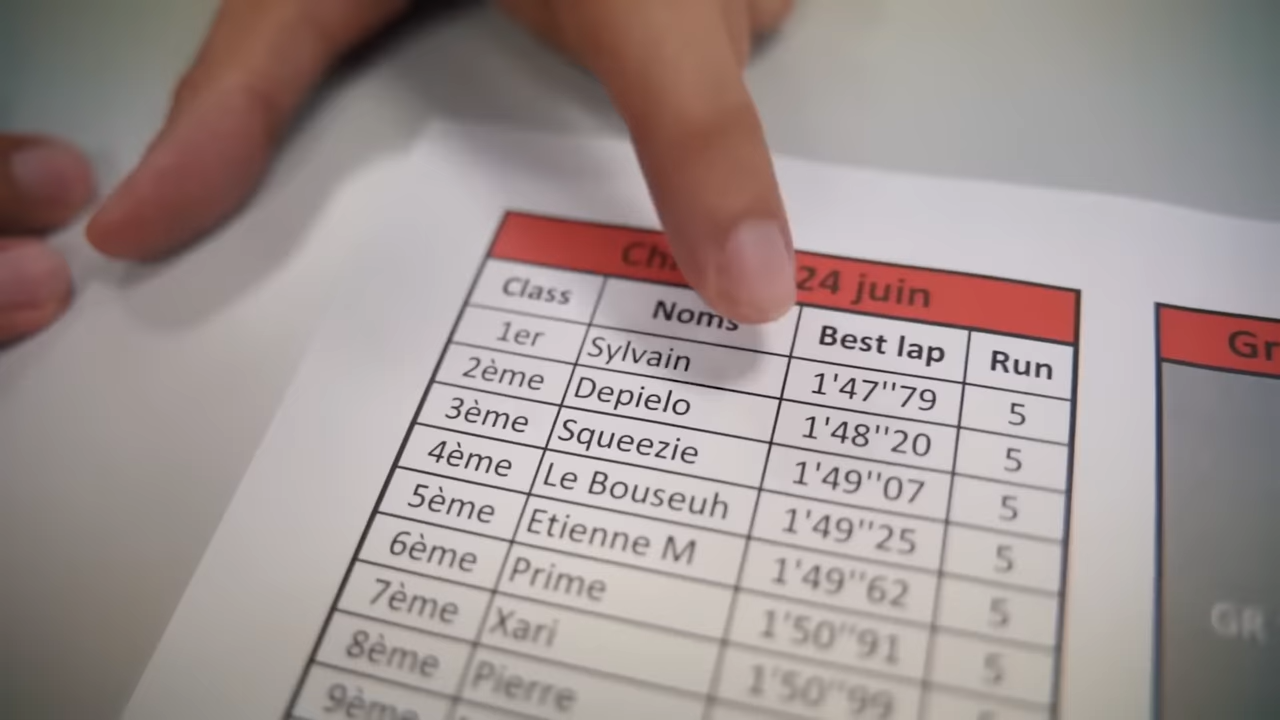 24 juin
Class Noms Best lap Run
1er Sylvain 1'47''79 5
2ème Depielo 1'48''20 5
3ème Squeezie 1'49''07 5
4ème Le Bouseuh 1'49''25 5
5ème Etienne M 1'49''62 5
6ème Prime 1'50''91 5
7ème Xari 1'50''99
8ème Pierre
9ème
GR